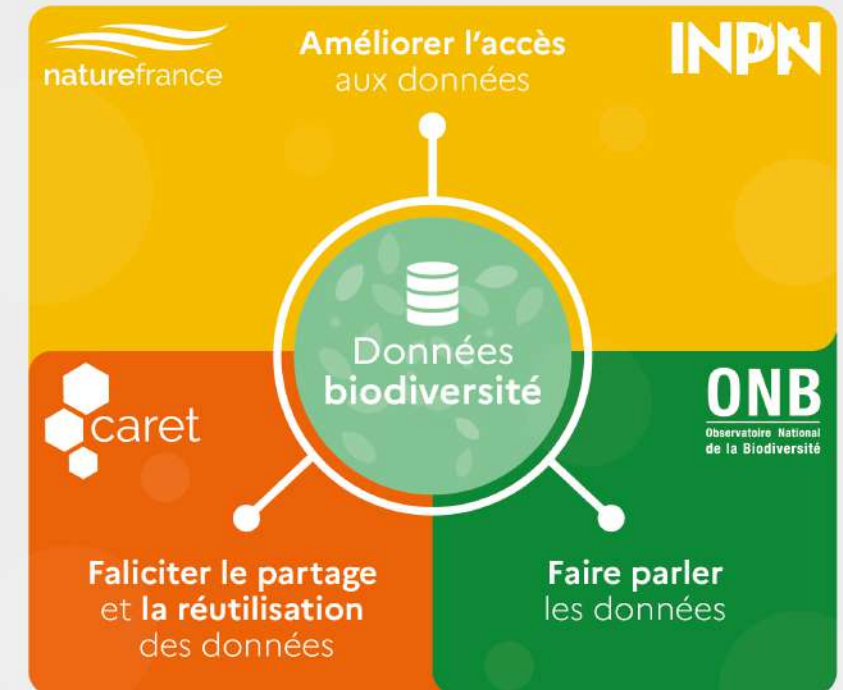 naturefrance
Améliorer l'accès
aux données
INPN
Données
biodiversité
caret
ONB
Observatoire National
de la Biodiversité
Faliciter le partage
et la réutilisation
des données
Faire parler
les données